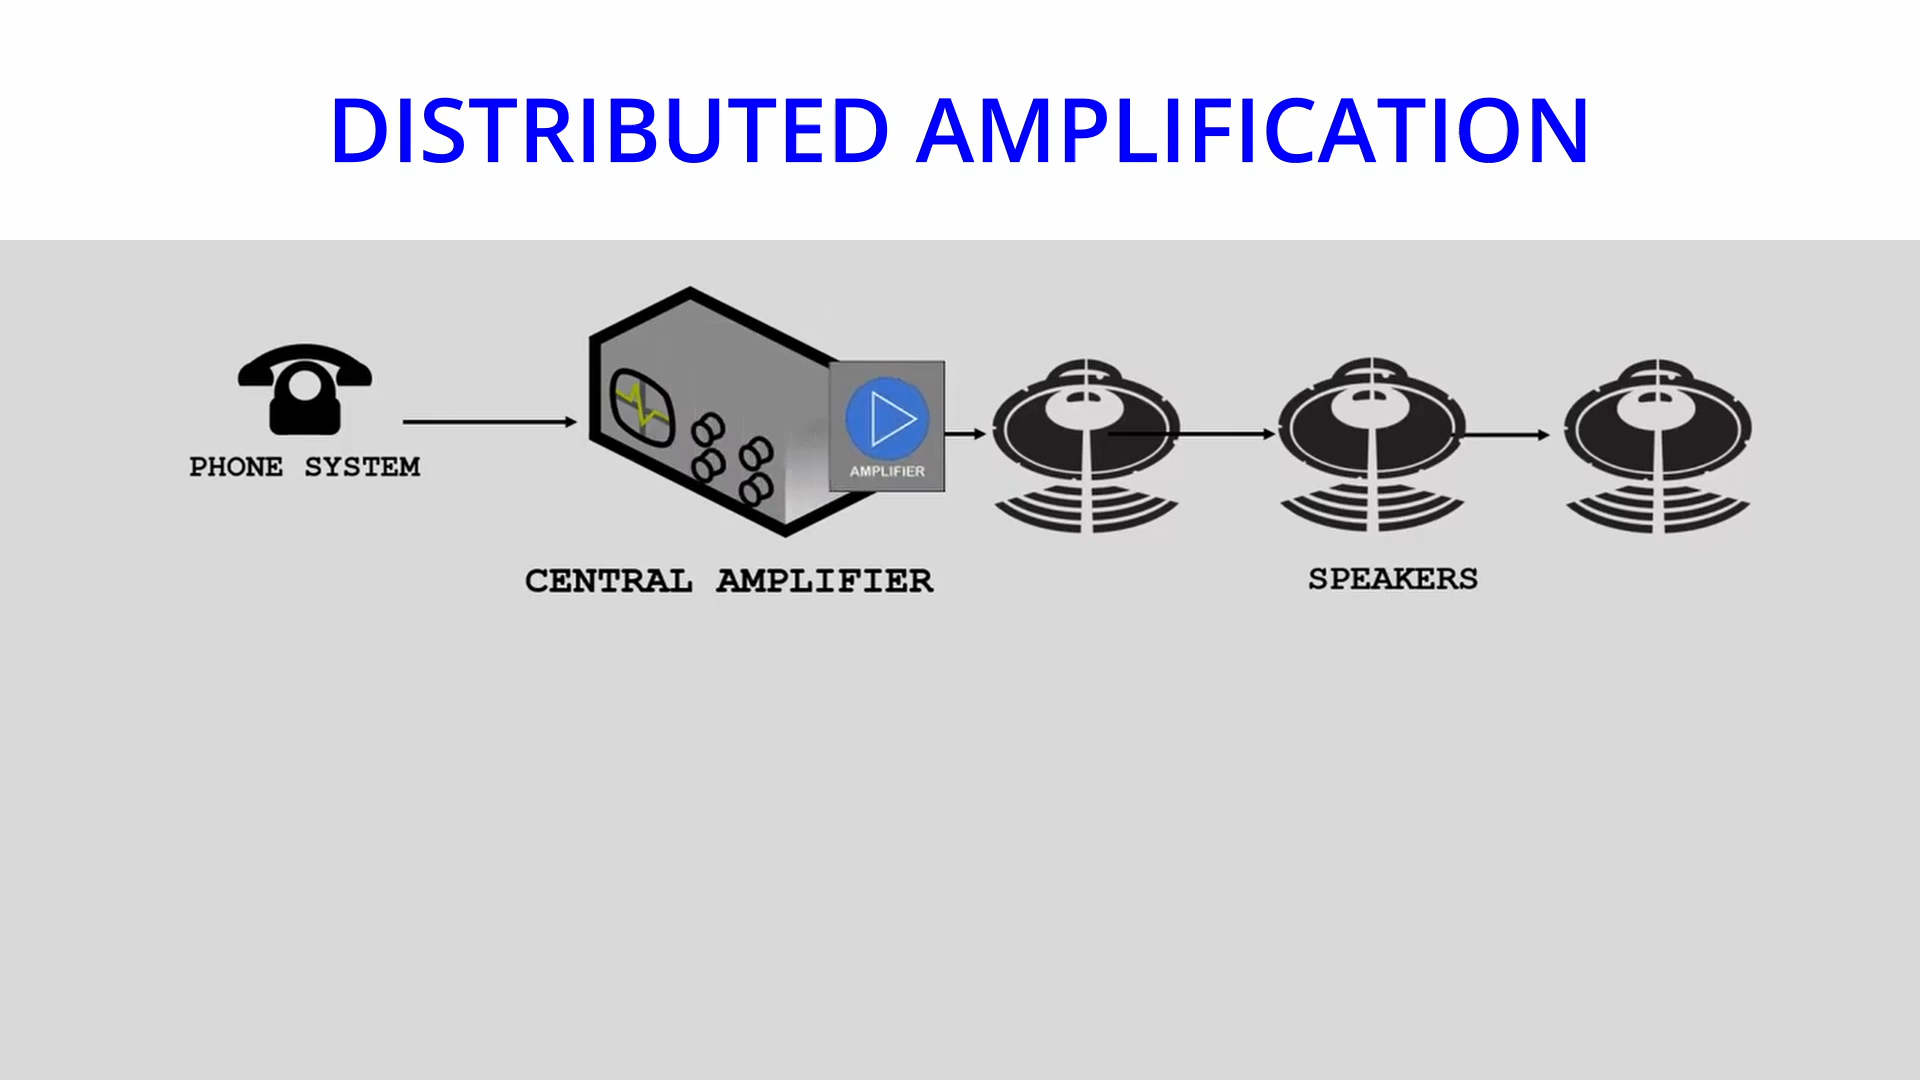 DISTRIBUTED AMPLIFICATION
PHONE SYSTEM
AMPLIFIER
CENTRAL AMPLIFIER
SPEAKERS